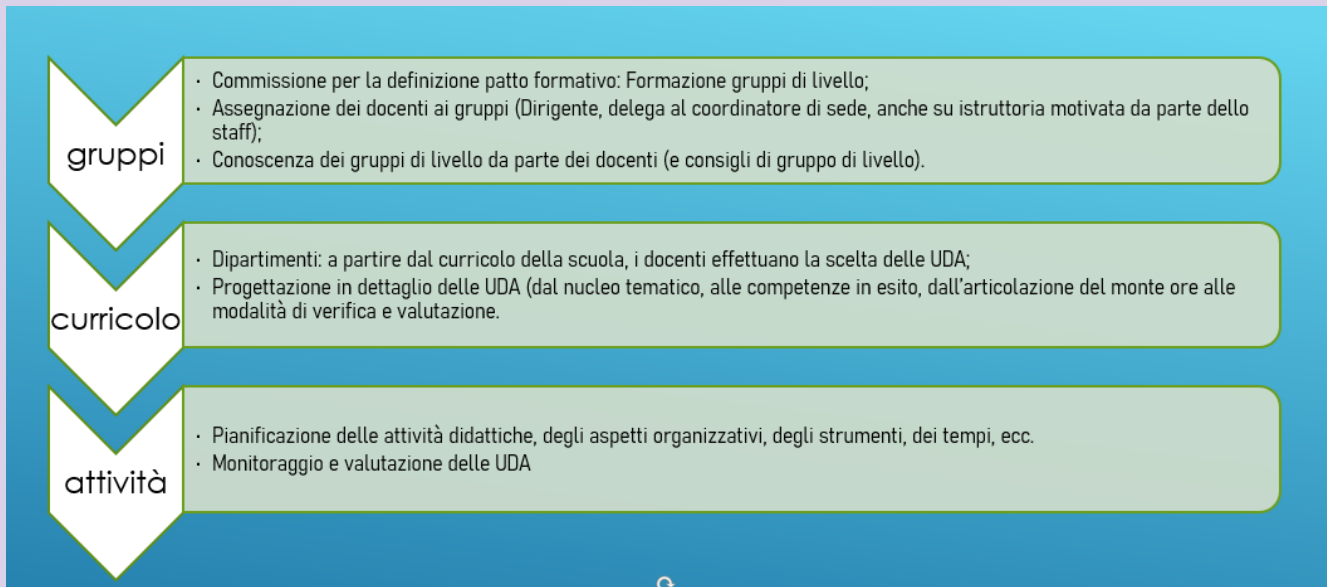 gruppi
· Commissione per la definizione patto formativo: Formazione gruppi di livello;
· Assegnazione dei docenti ai gruppi (Dirigente, delega al coordinatore di sede, anche su istruttoria motivata da parte dello
staff);
· Conoscenza dei gruppi di livello da parte dei docenti (e consigli di gruppo di livello).
curricolo
· Dipartimenti: a partire dal curricolo della scuola, i docenti effettuano la scelta delle UDA;
· Progettazione in dettaglio delle UDA (dal nucleo tematico, alle competenze in esito, dall'articolazione del monte ore alle
modalità di verifica e valutazione.
attività
· Pianificazione delle attività didattiche, degli aspetti organizzativi, degli strumenti, dei tempi, ecc.
· Monitoraggio e valutazione delle UDA